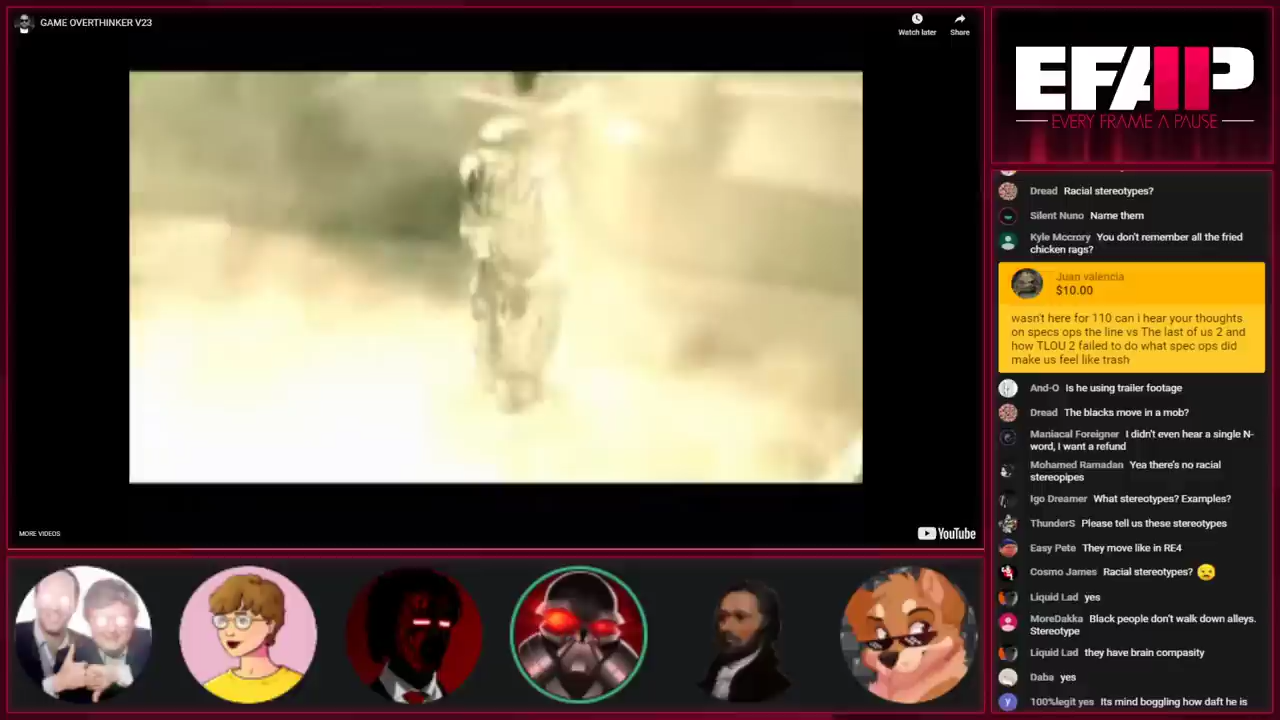 GAME OVERTHINKER V23
Watch later
Share
MORE VIDEOS
YouTube
EFAP
EVERY FRAME A PAUSE
Dread Racial stereotypes?
Silent Nuno Name them
Kyle Mccrory You don't remember all the fried
chicken rags?
Juan valencia
$10.00
wasn't here for 110 can i hear your thoughts
on specs ops the line vs The last of us 2 and
how TLOU 2 failed to do what spec ops did
make us feel like trash
And-O Is he using trailer footage
Dread The blacks move in a mob?
Maniacal Foreigner I didn't even hear a single N-
word, I want a refund
Mohamed Ramadan Yea there's no racial
stereopipes
Igo Dreamer What stereotypes? Examples?
ThunderS Please tell us these stereotypes
Easy Pete They move like in RE4
Cosmo James Racial stereotypes? 😠
Liquid Lad yes
MoreDakka Black people don't walk down alleys.
Stereotype
Liquid Lad they have brain compasity
Daba yes
100%legit yes Its mind boggling how daft he is